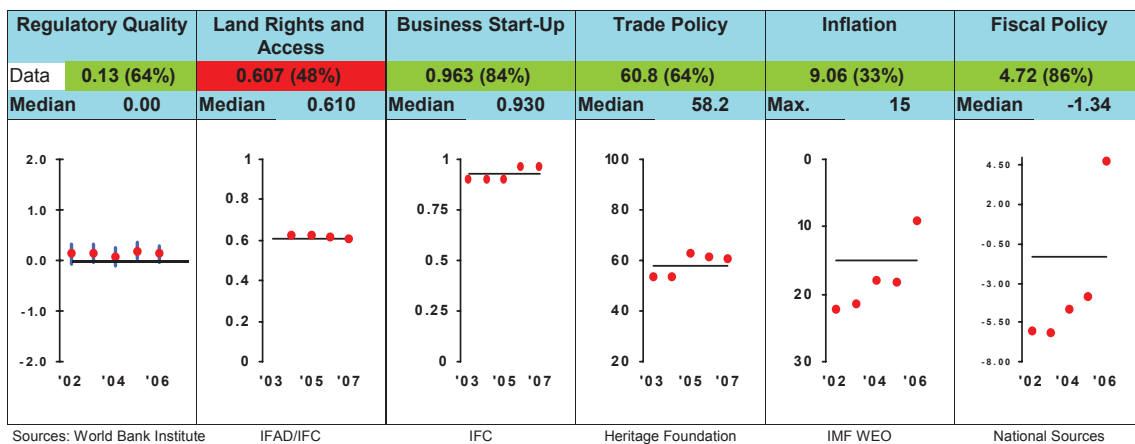 Regulatory Quality
Data 0.13 (64%)
Median 0.00
2.0
1.0
0.0
-1.0
-2.0
'02 '04 '06
Land Rights and
Access
0.607 (48%)
Median 0.610
1
0.8
0.6
0.4
0.2
0
'03 '05 '07
Business Start-Up
0.963 (84%)
Median 0.930
1
0.75
0.5
0.25
0
'03 '05 '07
Trade Policy
60.8 (64%)
Median 58.2
100
80
60
40
20
'03 '05 '07
Inflation
9.06 (33%)
Max. 15
0
10
20
30
'02 '04 '06
Fiscal Policy
4.72 (86%)
Median -1.34
4.50
2.00
-0.50
-3.00
-5.50
-8.00
'02 '04 '06
Sources: World Bank Institute IFAD/IFC IFC Heritage Foundation IMF WEO National Sources